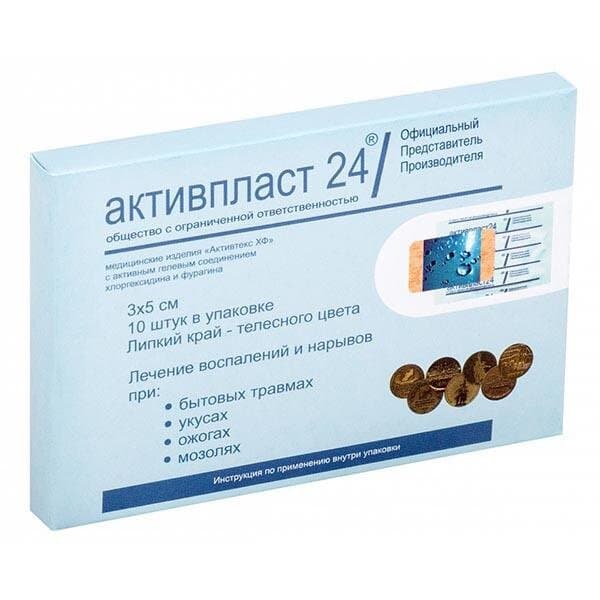 активпласт 24®
общество с ограниченной ответственностью
Официальный
Представитель
Производителя
медицинские изделия «Активтекс ХФ»
с активным гелевым соединением
хлоргексидина и фурагина
активпласт24
3х5 см
10 штук в упаковке
Липкий край - телесного цвета
Лечение воспалений и нарывов
при:
• бытовых травмах
• укусах
• ожогах
• мозолях
Инструкция по применению внутри упаковки